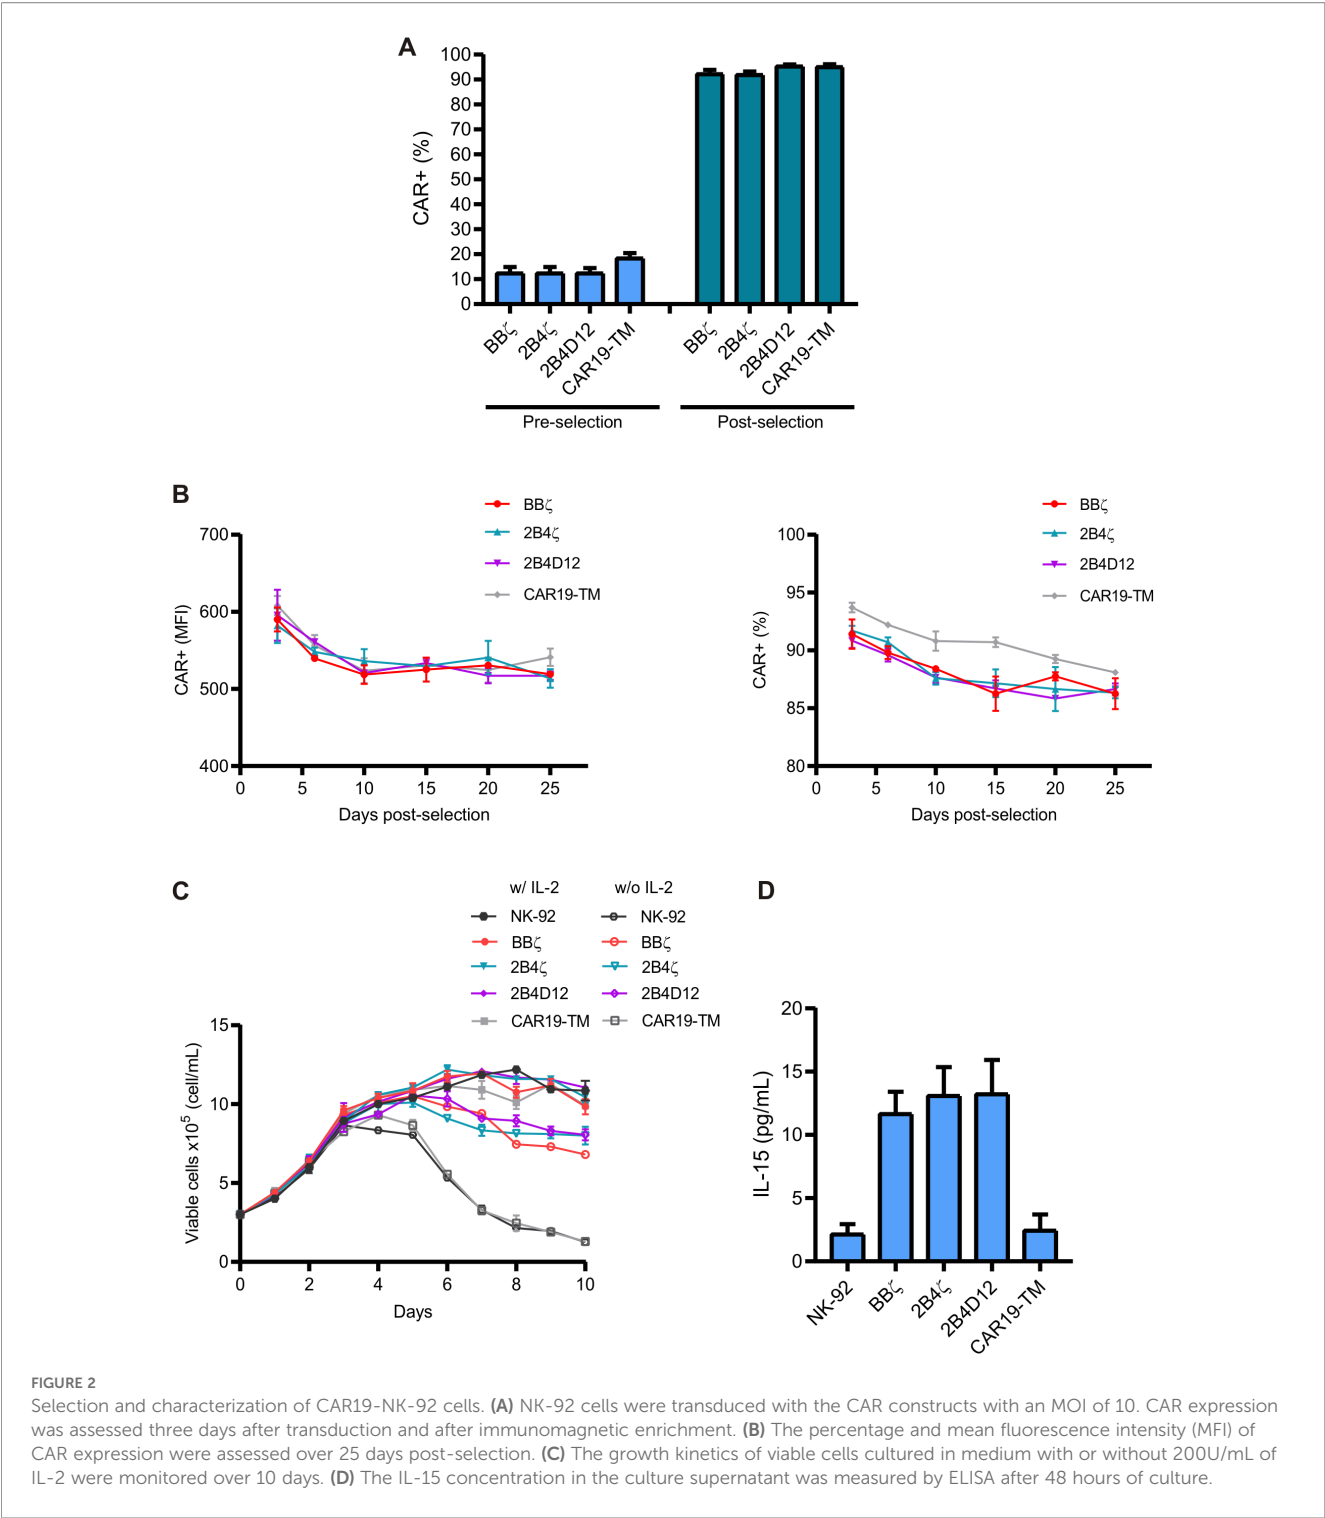 A
100
90
80
70
60
50
40
30
20
10
0
CAR+ (%)
BBζ
2B4ζ
2B4D12
CAR19-TM
BBζ
2B4ζ
2B4D12
CAR19-TM
Pre-selection
Post-selection
B
BBζ
2B4ζ
2B4D12
CAR19-TM
700
600
500
400
CAR+ (MFI)
0 5 10 15 20 25
Days post-selection
BBζ
2B4ζ
2B4D12
CAR19-TM
100
95
90
85
80
CAR+ (%)
0 5 10 15 20 25
Days post-selection
C
w/ IL-2 w/o IL-2
NK-92 NK-92
BBζ BBζ
2B4ζ 2B4ζ
2B4D12 2B4D12
CAR19-TM CAR19-TM
15
10
5
0
Viable cells x10⁵ (cell/mL)
0 2 4 6 8 10
Days
D
20
15
10
5
0
IL-15 (pg/mL)
NK-92
BBζ
2B4ζ
2B4D12
CAR19-TM
FIGURE 2
Selection and characterization of CAR19-NK-92 cells. (A) NK-92 cells were transduced with the CAR constructs with an MOI of 10. CAR expression
was assessed three days after transduction and after immunomagnetic enrichment. (B) The percentage and mean fluorescence intensity (MFI) of
CAR expression were assessed over 25 days post-selection. (C) The growth kinetics of viable cells cultured in medium with or without 200U/mL of
IL-2 were monitored over 10 days. (D) The IL-15 concentration in the culture supernatant was measured by ELISA after 48 hours of culture.